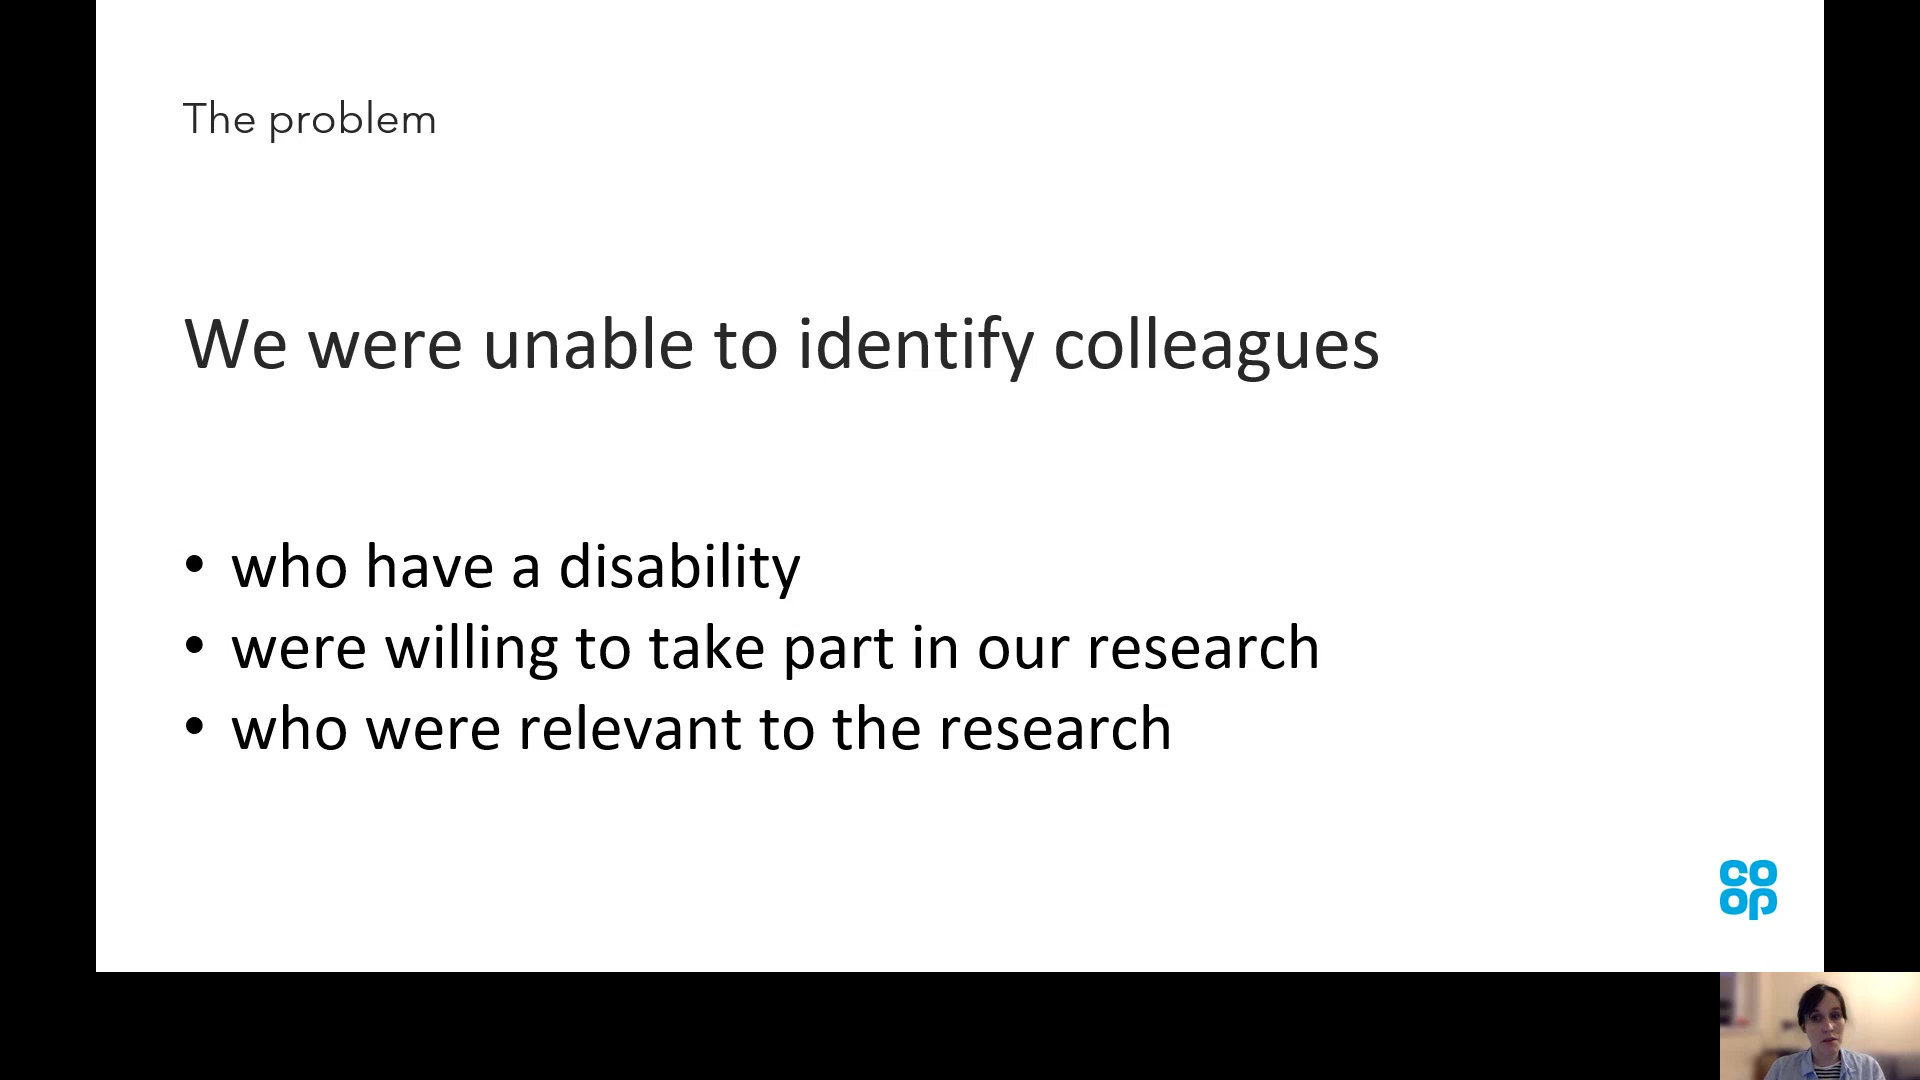 The problem
We were unable to identify colleagues
• who have a disability
• were willing to take part in our research
• who were relevant to the research
co
op